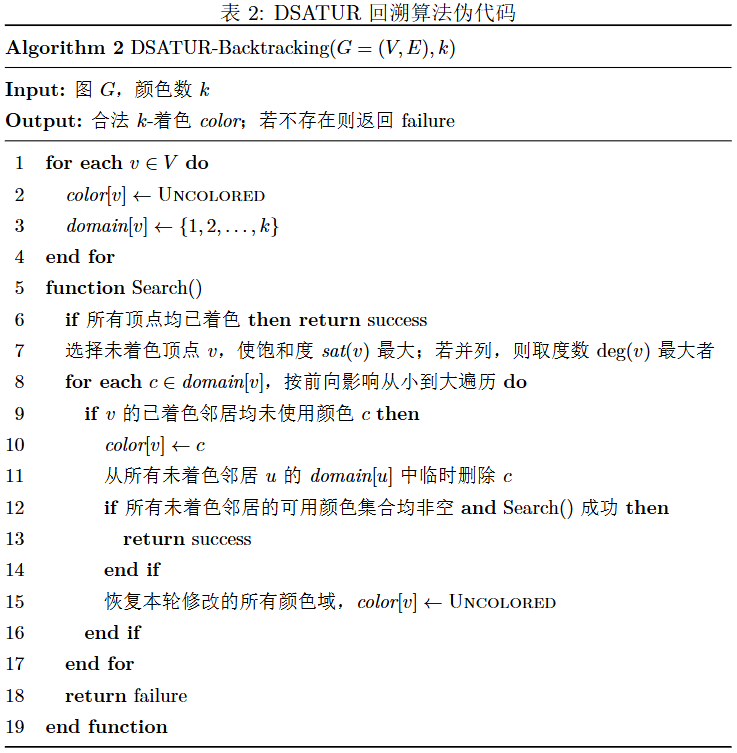 表 2: DSATUR 回溯算法伪代码
Algorithm 2 DSATUR-Backtracking(G = (V, E), k)
Input: 图 G，颜色数 k
Output: 合法 k-着色 color；若不存在则返回 failure
1 for each v ∈ V do
2 color[v] ← UNCOLORED
3 domain[v] ← {1, 2, . . . , k}
4 end for
5 function Search()
6 if 所有顶点均已着色 then return success
7 选择未着色顶点 v，使饱和度 sat(v) 最大；若并列，则取度数 deg(v) 最大者
8 for each c ∈ domain[v]，按前向影响从小到大遍历 do
9 if v 的已着色邻居均未使用颜色 c then
10 color[v] ← c
11 从所有未着色邻居 u 的 domain[u] 中临时删除 c
12 if 所有未着色邻居的可用颜色集合均非空 and Search() 成功 then
13 return success
14 end if
15 恢复本轮修改的所有颜色域，color[v] ← UNCOLORED
16 end if
17 end for
18 return failure
19 end function